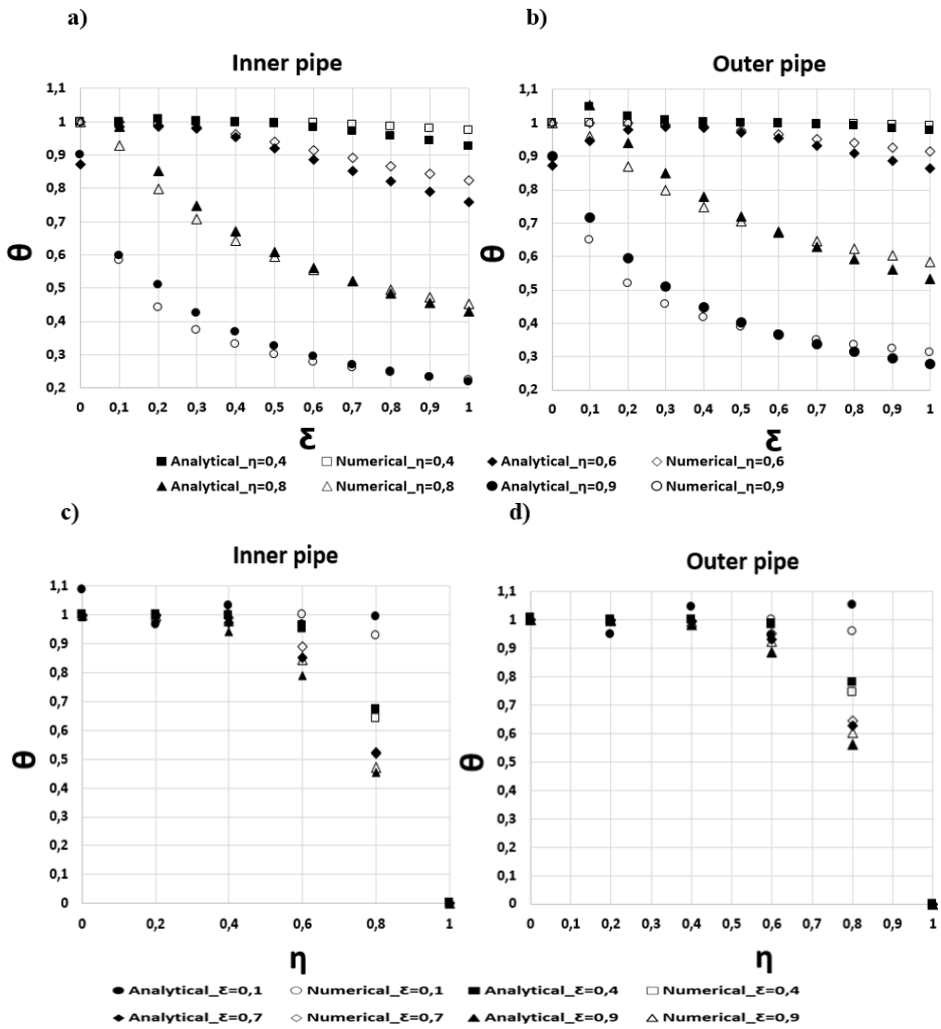 a)
b)
Inner pipe
Outer pipe
1,1
1
0,9
0,8
0,7
0,6
0,5
0,4
0,3
0,2
θ
0 0,1 0,2 0,3 0,4 0,5 0,6 0,7 0,8 0,9 1
ξ
1,1
1
0,9
0,8
0,7
0,6
0,5
0,4
0,3
0,2
θ
0 0,1 0,2 0,3 0,4 0,5 0,6 0,7 0,8 0,9 1
ξ
Analytical_η=0,4 Numerical_η=0,4 Analytical_η=0,6 Numerical_η=0,6
Analytical_η=0,8 Numerical_η=0,8 Analytical_η=0,9 Numerical_η=0,9
c)
d)
Inner pipe
Outer pipe
1,1
1
0,9
0,8
0,7
0,6
0,5
0,4
0,3
0,2
0,1
0
θ
0 0,2 0,4 0,6 0,8 1
η
1,1
1
0,9
0,8
0,7
0,6
0,5
0,4
0,3
0,2
0,1
0
θ
0 0,1 0,2 0,3 0,4 0,5 0,6 0,7 0,8 0,9 1
η
Analytical_ξ=0,1 Numerical_ξ=0,1 Analytical_ξ=0,4 Numerical_ξ=0,4
Analytical_ξ=0,7 Numerical_ξ=0,7 Analytical_ξ=0,9 Numerical_ξ=0,9